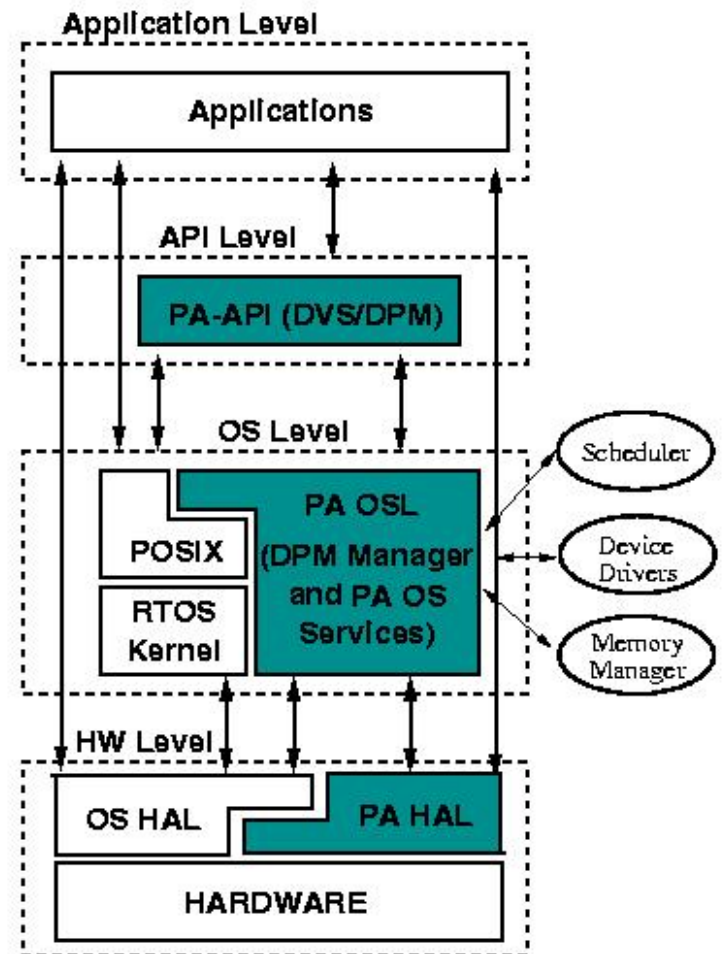 Application Level
Applications
API Level
PA-API (DVS/DPM)
OS Level
POSIX
RTOS
Kernel
PA OSL
(DPM Manager
and PA OS
Services)
Scheduler
Device
Drivers
Memory
Manager
HW Level
OS HAL
PA HAL
HARDWARE